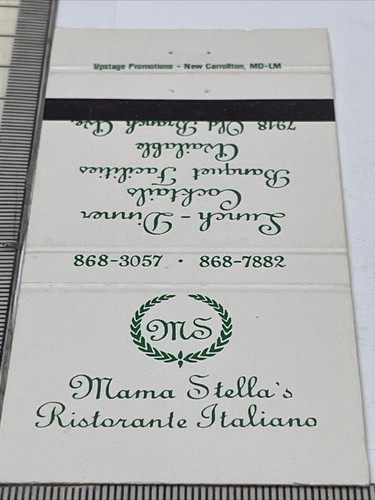 Upstage Promotions - New Carrollton, MD-LM
Lunch - Dinner
Cocktails
Banquet Facilities
Available
7918 Old Branch Ave.
868-3057 · 868-7882
MS
Mama Stella's
Ristorante Italiano